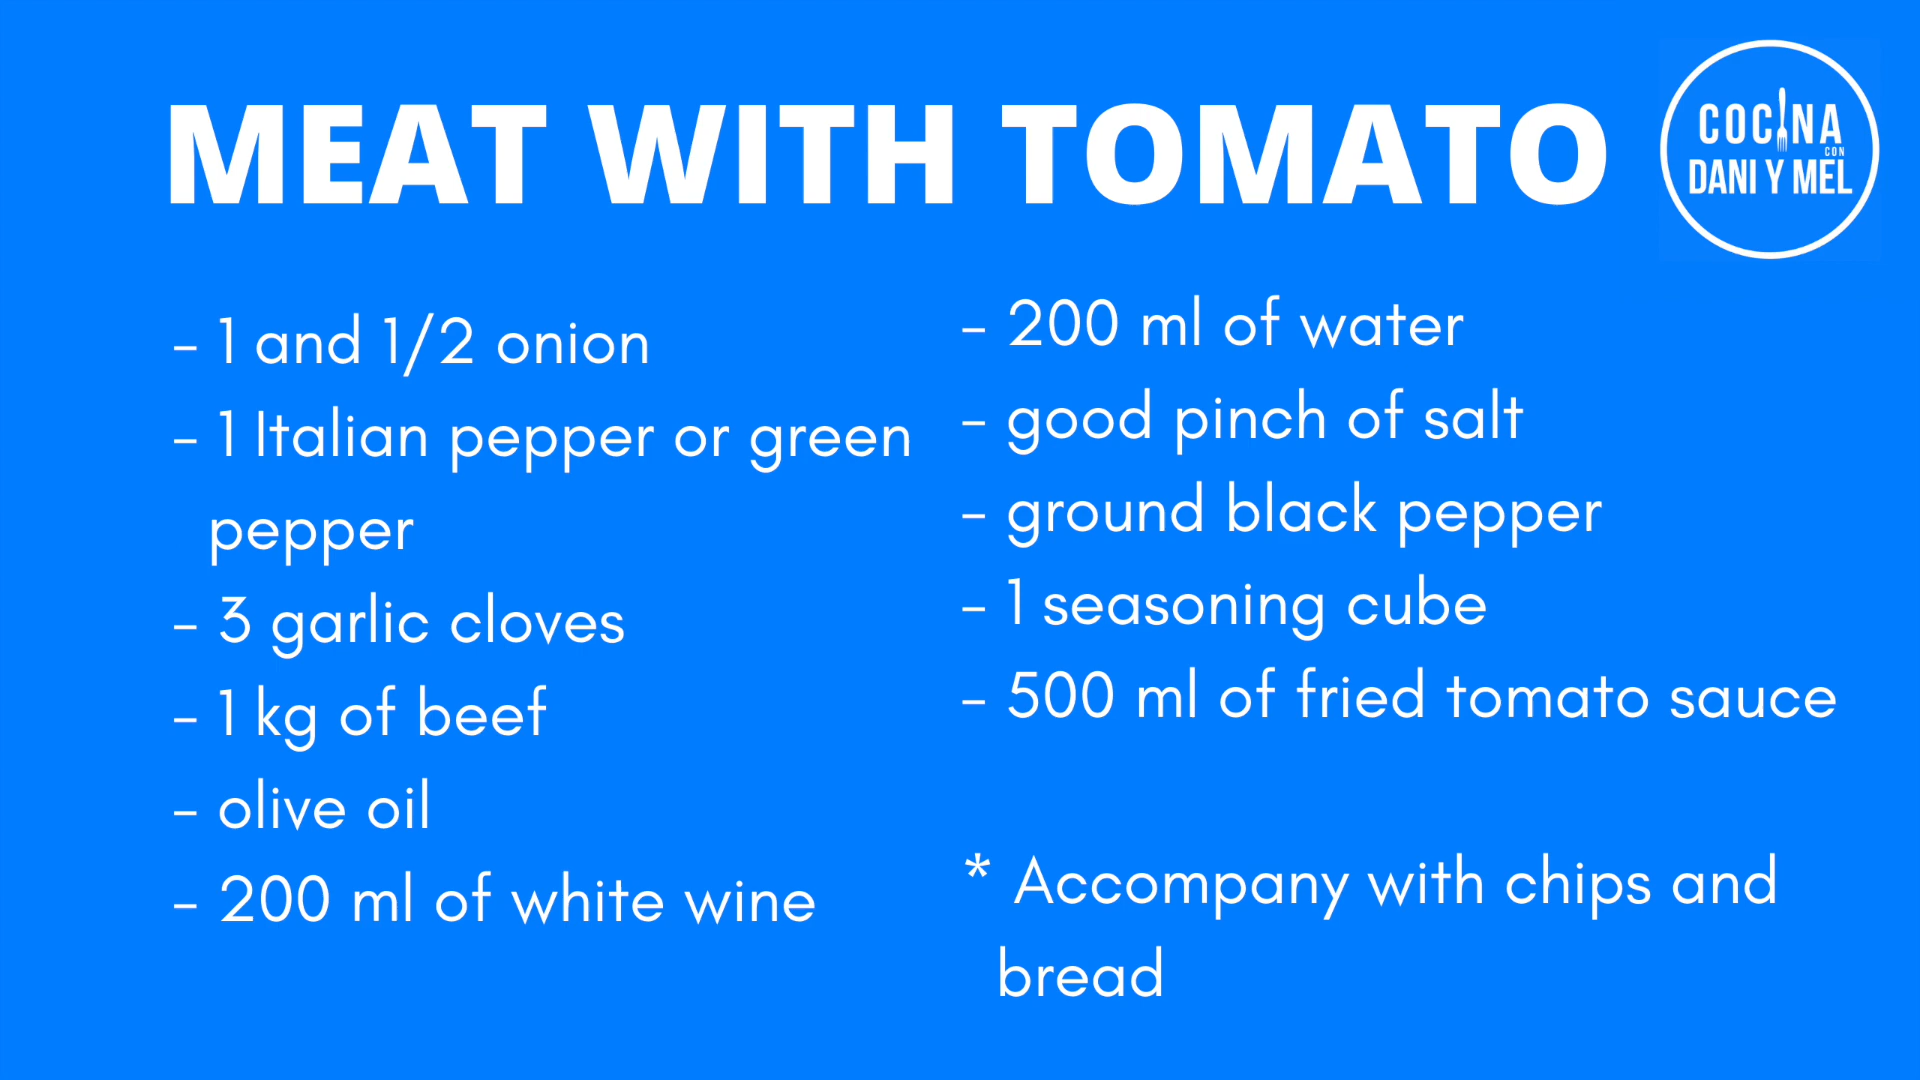 MEAT WITH TOMATO
COCINA
CON
DANI Y MEL
- 1 and 1/2 onion
- 1 Italian pepper or green
pepper
- 3 garlic cloves
- 1 kg of beef
- olive oil
- 200 ml of white wine
- 200 ml of water
- good pinch of salt
- ground black pepper
- 1 seasoning cube
- 500 ml of fried tomato sauce
* Accompany with chips and
bread